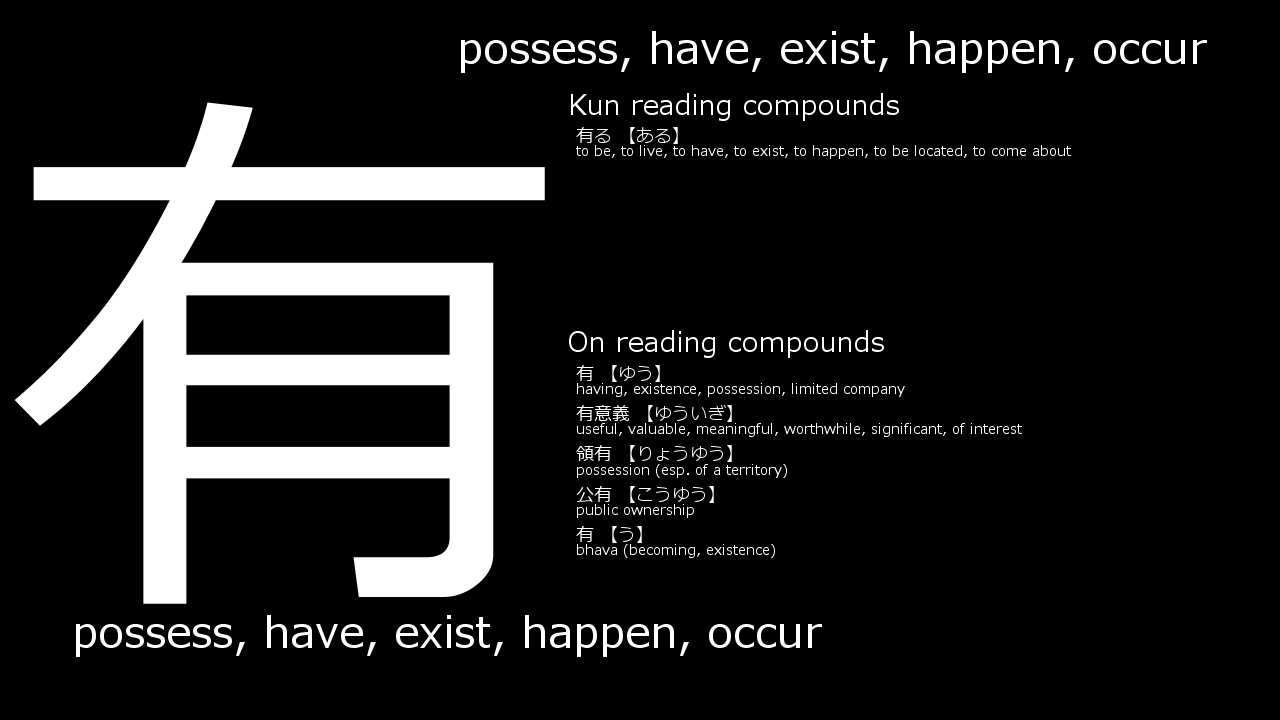 possess, have, exist, happen, occur
有
Kun reading compounds
有る 【ある】
to be, to live, to have, to exist, to happen, to be located, to come about
On reading compounds
有 【ゆう】
having, existence, possession, limited company
有意義 【ゆういぎ】
useful, valuable, meaningful, worthwhile, significant, of interest
領有 【りょうゆう】
possession (esp. of a territory)
公有 【こうゆう】
public ownership
有 【う】
bhava (becoming, existence)
possess, have, exist, happen, occur